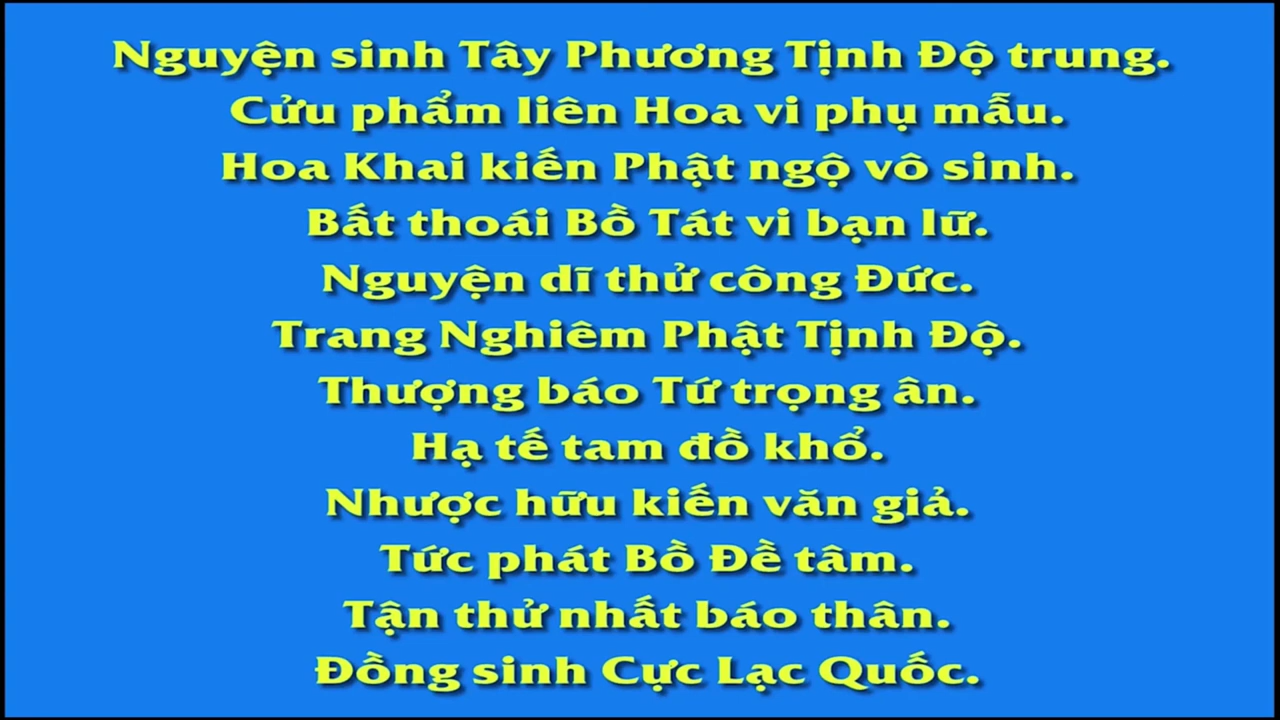 Nguyện sinh Tây Phương Tịnh Độ trung.
Cửu phẩm liên Hoa vi phụ mẫu.
Hoa Khai kiến Phật ngộ vô sinh.
Bất thoái Bồ Tát vi bạn lữ.
Nguyện dĩ thử công Đức.
Trang Nghiêm Phật Tịnh Độ.
Thượng báo Tứ trọng ân.
Hạ tế tam đồ khổ.
Nhược hữu kiến văn giả.
Tức phát Bồ Đề tâm.
Tận thử nhất báo thân.
Đồng sinh Cực Lạc Quốc.